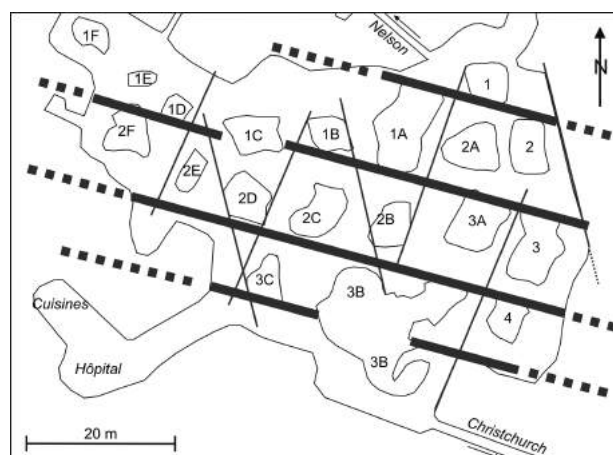 Nelson
N
1F
1E
1D
1
2F
1C
1B
1A
2A
2
2E
2D
2C
2B
3A
3
3C
3B
4
Cuisines
Hôpital
3B
20 m
Christchurch